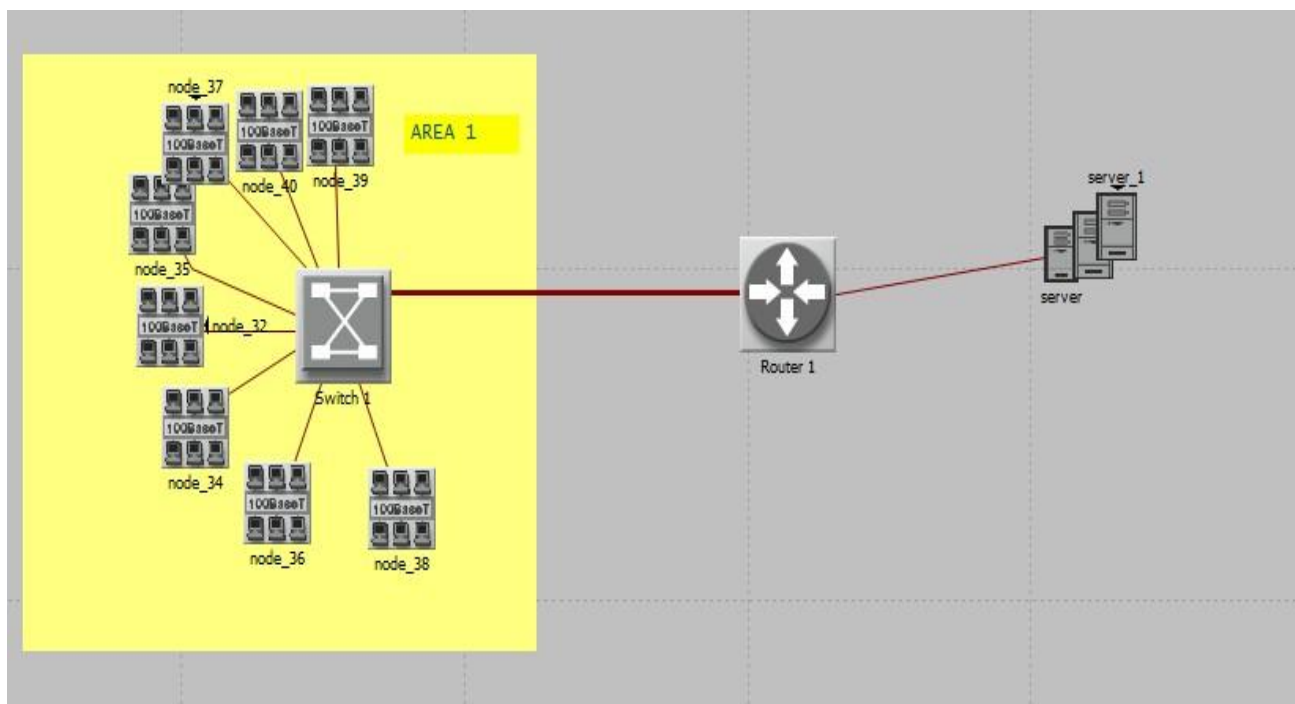 node_37
100BaseT
100BaseT
node_40
100BaseT
node_39
AREA 1
100BaseT
node_35
100BaseT
node_32
Switch 1
100BaseT
node_34
100BaseT
node_36
100BaseT
node_38
Router 1
server_1
server